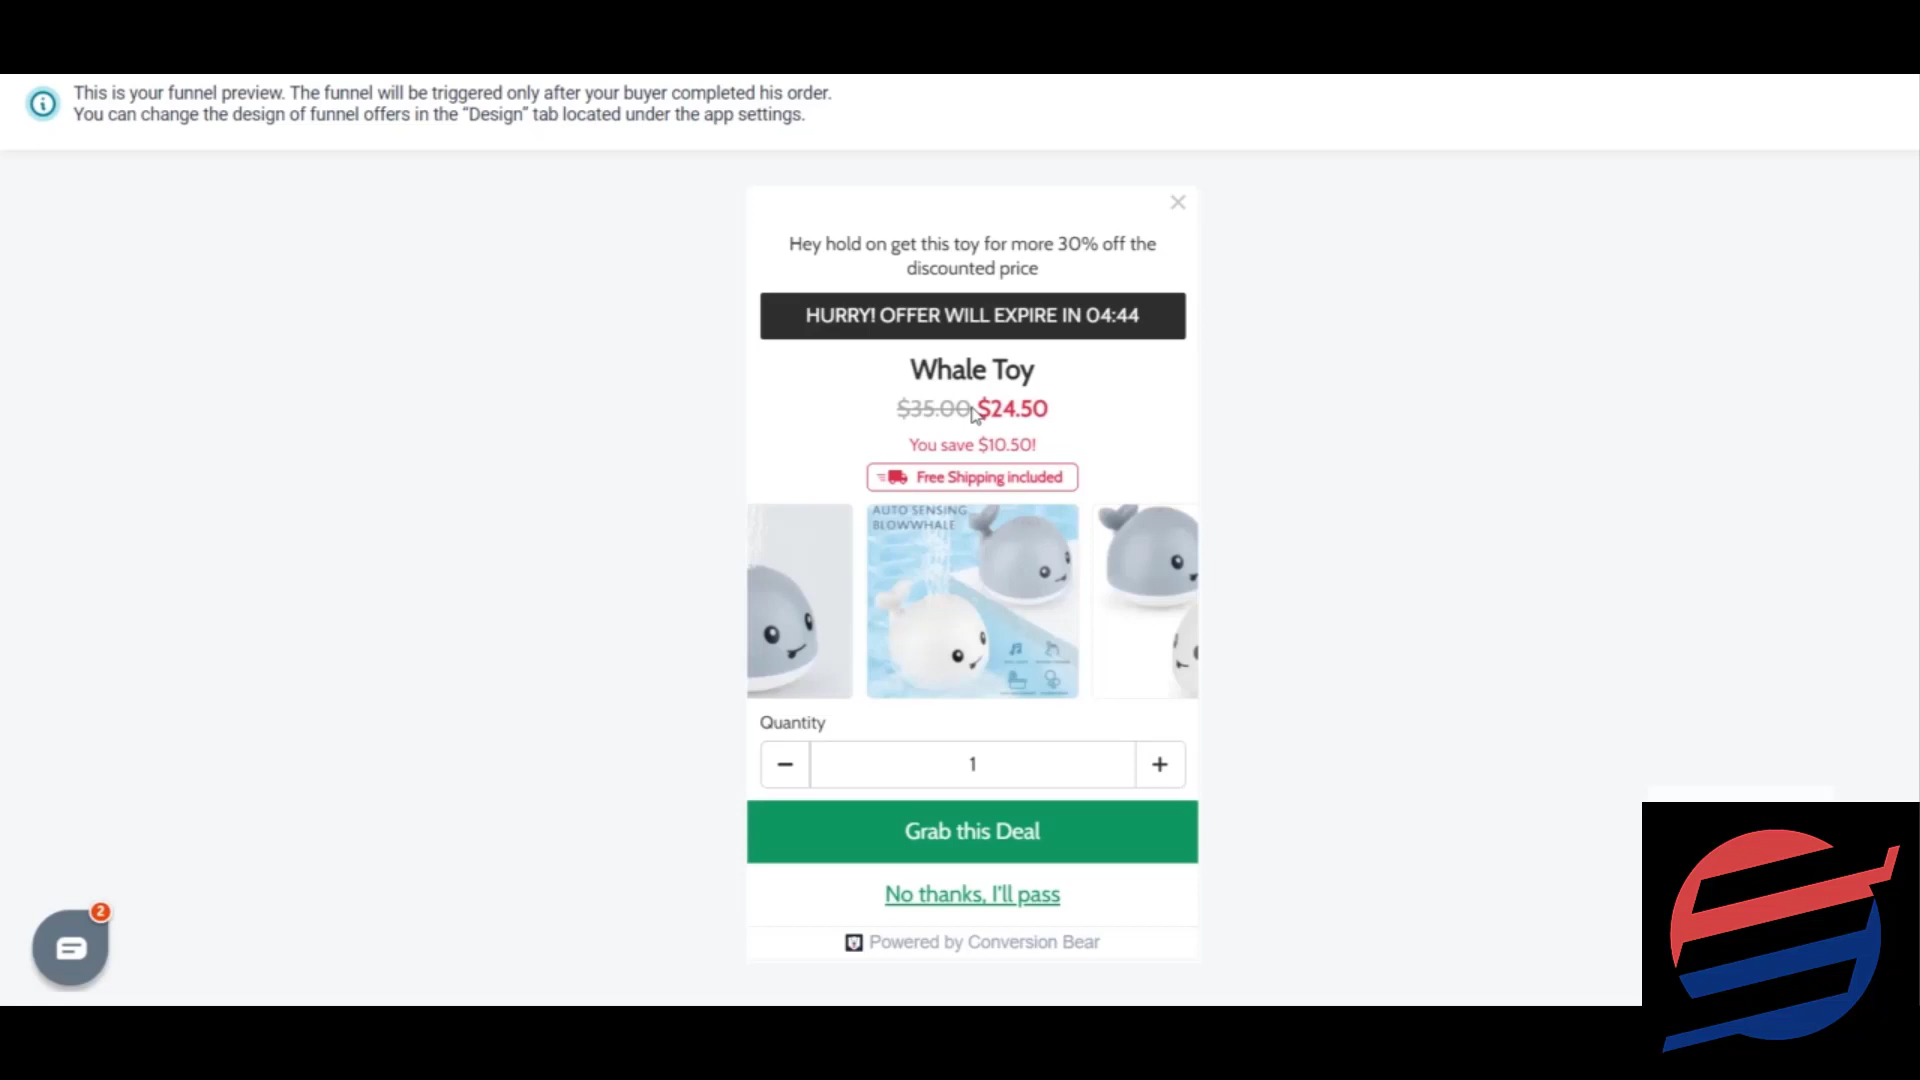 This is your funnel preview. The funnel will be triggered only after your buyer completed his order.
You can change the design of funnel offers in the “Design” tab located under the app settings.
Hey hold on get this toy for more 30% off the
discounted price
HURRY! OFFER WILL EXPIRE IN 04:44
Whale Toy
$35.00 $24.50
You save $10.50!
Free Shipping included
AUTO SENSING
BLOWWHALE
Quantity
1
Grab this Deal
No thanks, I'll pass
Powered by Conversion Bear
2